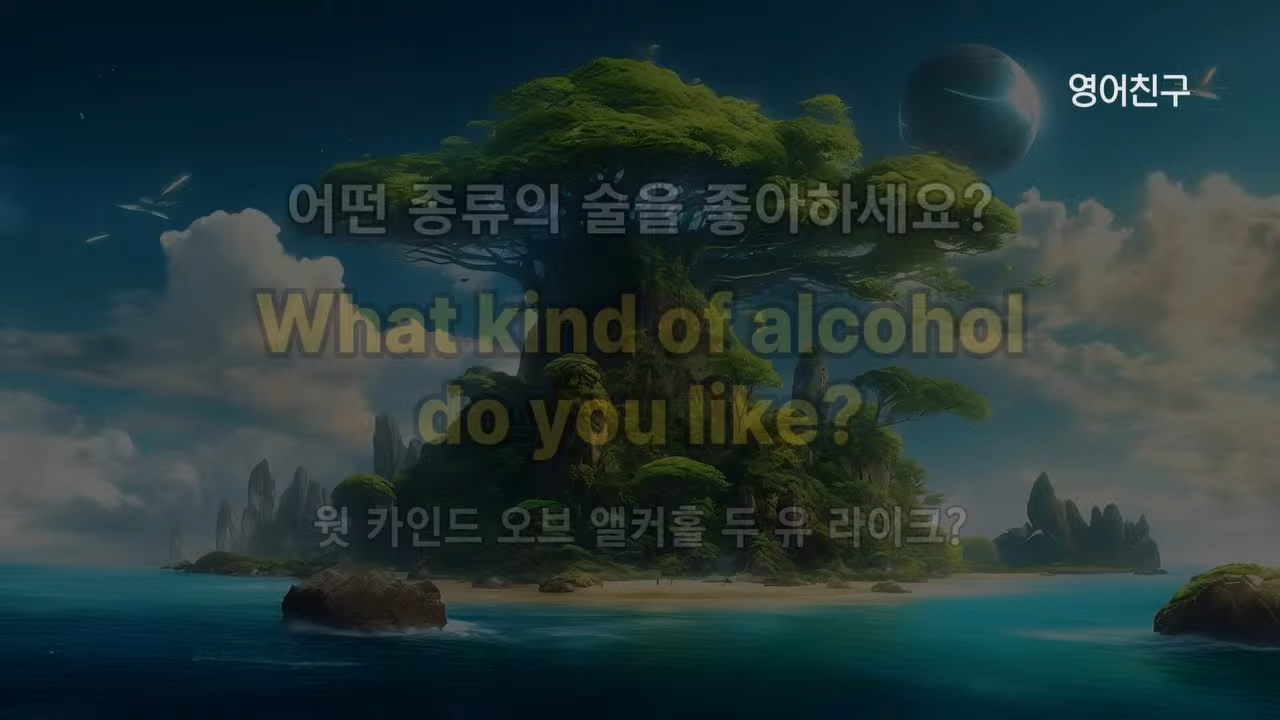 영어친구
어떤 종류의 술을 좋아하세요?
What kind of alcohol
do you like?
왓 카인드 오브 앨커홀 두 유 라이크?